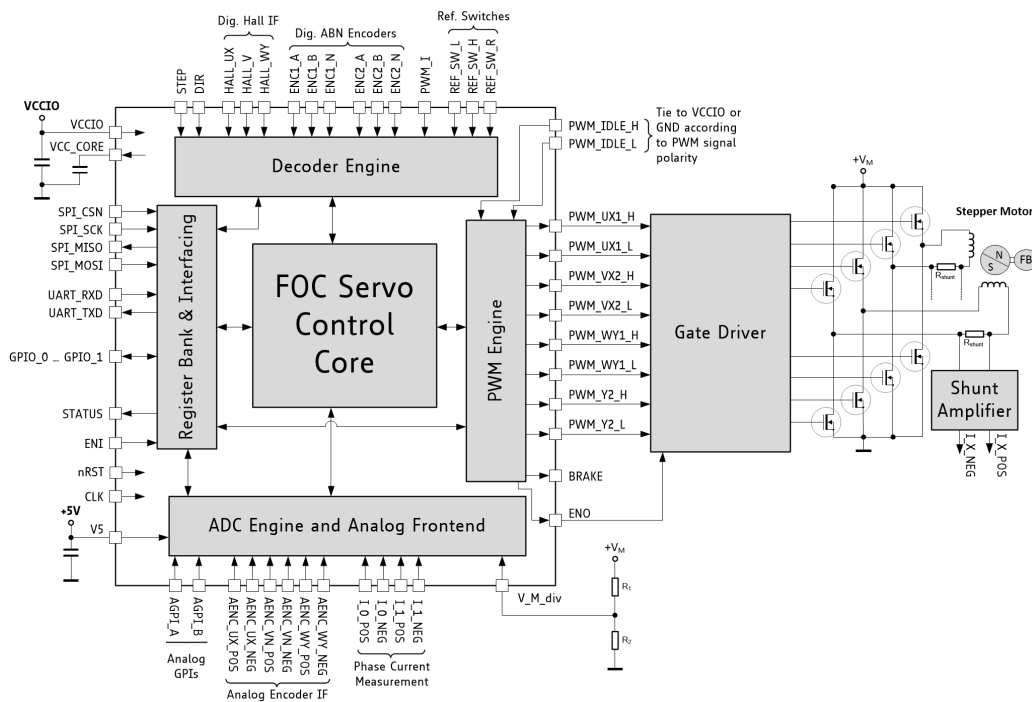 Dig. Hall IF
Dig. ABN Encoders
Ref. Switches
STEP
DIR
HALL_UX
HALL_V
HALL_WY
ENC1_A
ENC1_B
ENC1_N
ENC2_A
ENC2_B
ENC2_N
PWM_I
REF_SW_L
REF_SW_H
REF_SW_R
VCCIO
VCCIO
VCC_CORE
PWM_IDLE_H
PWM_IDLE_L
Tie to VCCIO or
GND according
to PWM signal
polarity
Decoder Engine
SPI_CSN
SPI_SCK
SPI_MISO
SPI_MOSI
UART_RXD
UART_TXD
GPIO_0 ... GPIO_1
STATUS
ENI
nRST
CLK
+5V
V5
Register Bank & Interfacing
FOC Servo
Control
Core
PWM Engine
PWM_UX1_H
PWM_UX1_L
PWM_VX2_H
PWM_VX2_L
PWM_WY1_H
PWM_WY1_L
PWM_Y2_H
PWM_Y2_L
BRAKE
ENO
Gate Driver
+VM
Stepper Motor
N
S
FB
Rshunt
Rshunt
Shunt
Amplifier
I_X_NEG
I_X_POS
ADC Engine and Analog Frontend
+VM
R1
R2
V_M_div
AGPI_A
AGPI_B
AENC_UX_POS
AENC_UX_NEG
AENC_VN_POS
AENC_VN_NEG
AENC_WY_POS
AENC_WY_NEG
I_0_POS
I_0_NEG
I_1_POS
I_1_NEG
Analog
GPIs
Analog Encoder IF
Phase Current
Measurement